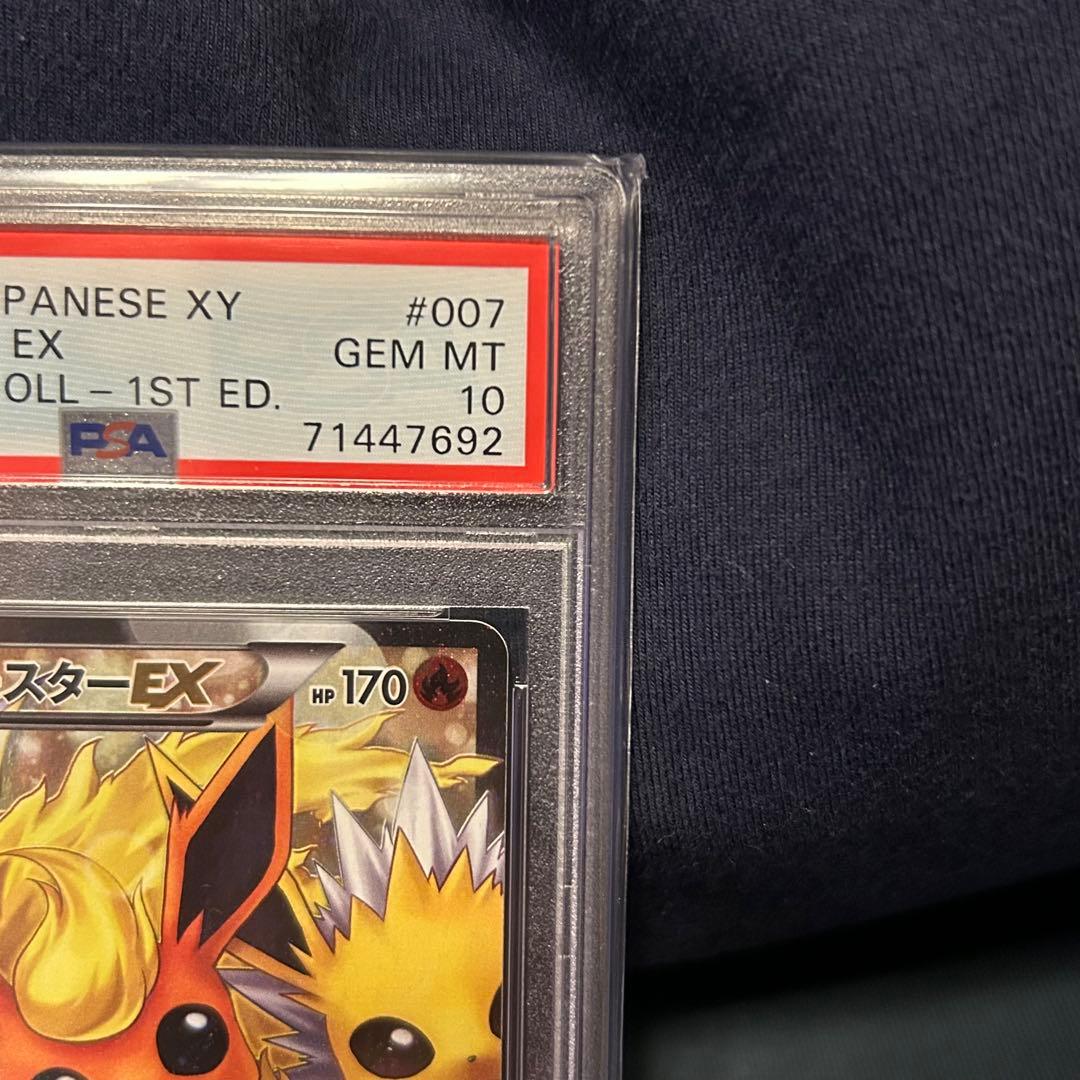 PANESE XY #007
EX GEM MT
OLL - 1ST ED. 10
PSA 71447692
スターEX HP 170